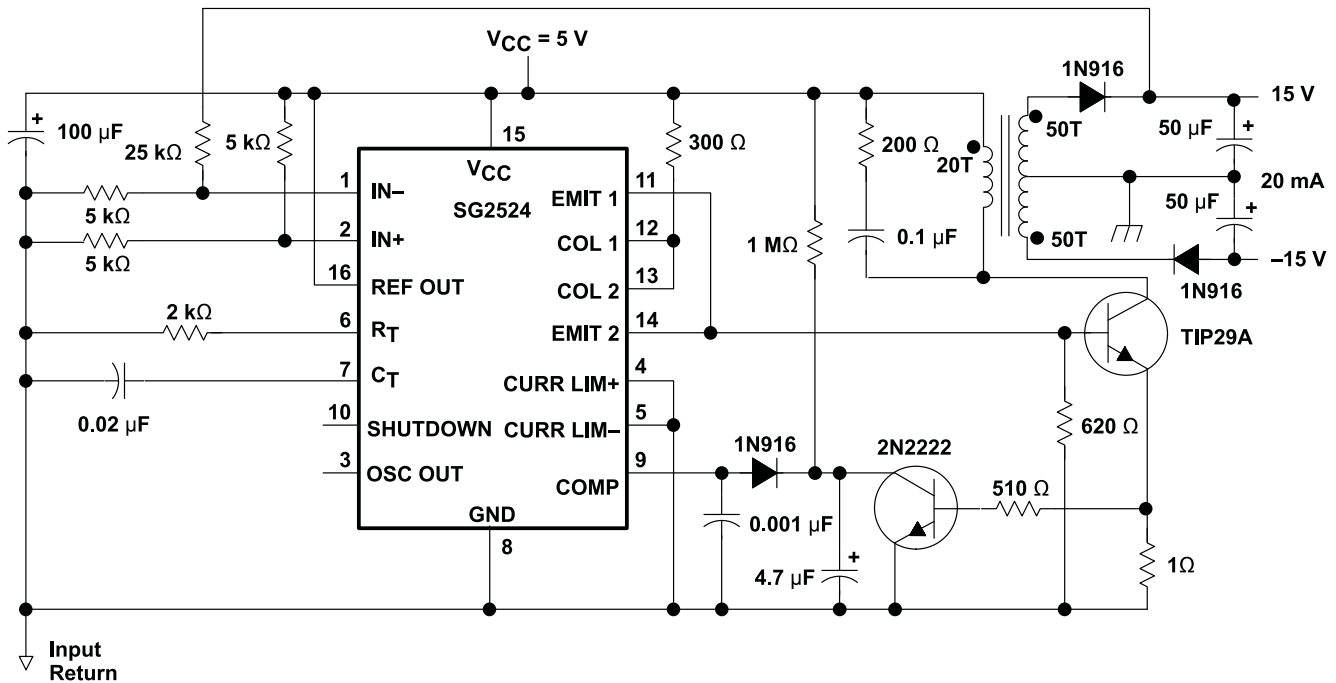 VCC = 5 V
1N916
15 V
100 µF
+
25 kΩ
5 kΩ
15
VCC
SG2524
300 Ω
200 Ω
20T
50T
50 µF
+
20 mA
50 µF
+
50T
–15 V
1N916
5 kΩ
1
IN–
EMIT 1
11
5 kΩ
2
IN+
COL 1
12
1 MΩ
0.1 µF
16
REF OUT
COL 2
13
2 kΩ
6
RT
EMIT 2
14
TIP29A
0.02 µF
7
CT
CURR LIM+
4
10
SHUTDOWN
CURR LIM–
5
620 Ω
3
OSC OUT
COMP
9
1N916
2N2222
510 Ω
GND
8
0.001 µF
4.7 µF
+
1Ω
Input
Return